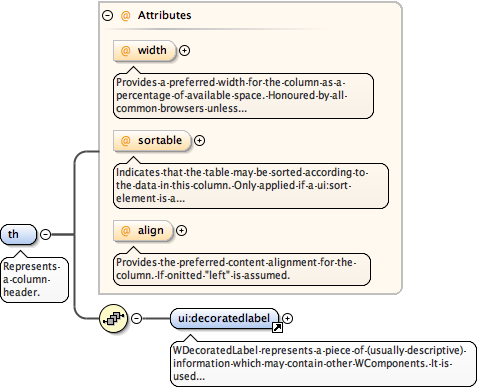 @ Attributes
@ width
Provides-a-preferred-width-for-the-column-as-a-
percentage-of-available-space.-Honoured-by-all-
common-browsers-unless...
@ sortable
Indicates-that-the-table-may-be-sorted-according-to-
the-data-in-this-column.-Only-applied-if-a-ui:sort-
element-is-a...
@ align
Provides-the-preferred-content-alignment-for-the-
column.-If-onitted-"left"-is-assumed.
th
Represents-
a-column-
header.
ui:decoratedlabel
WDecoratedLabel-represents-a-piece-of-(usually-descriptive)-
information-which-may-contain-other-WComponents.-It-is-
used...